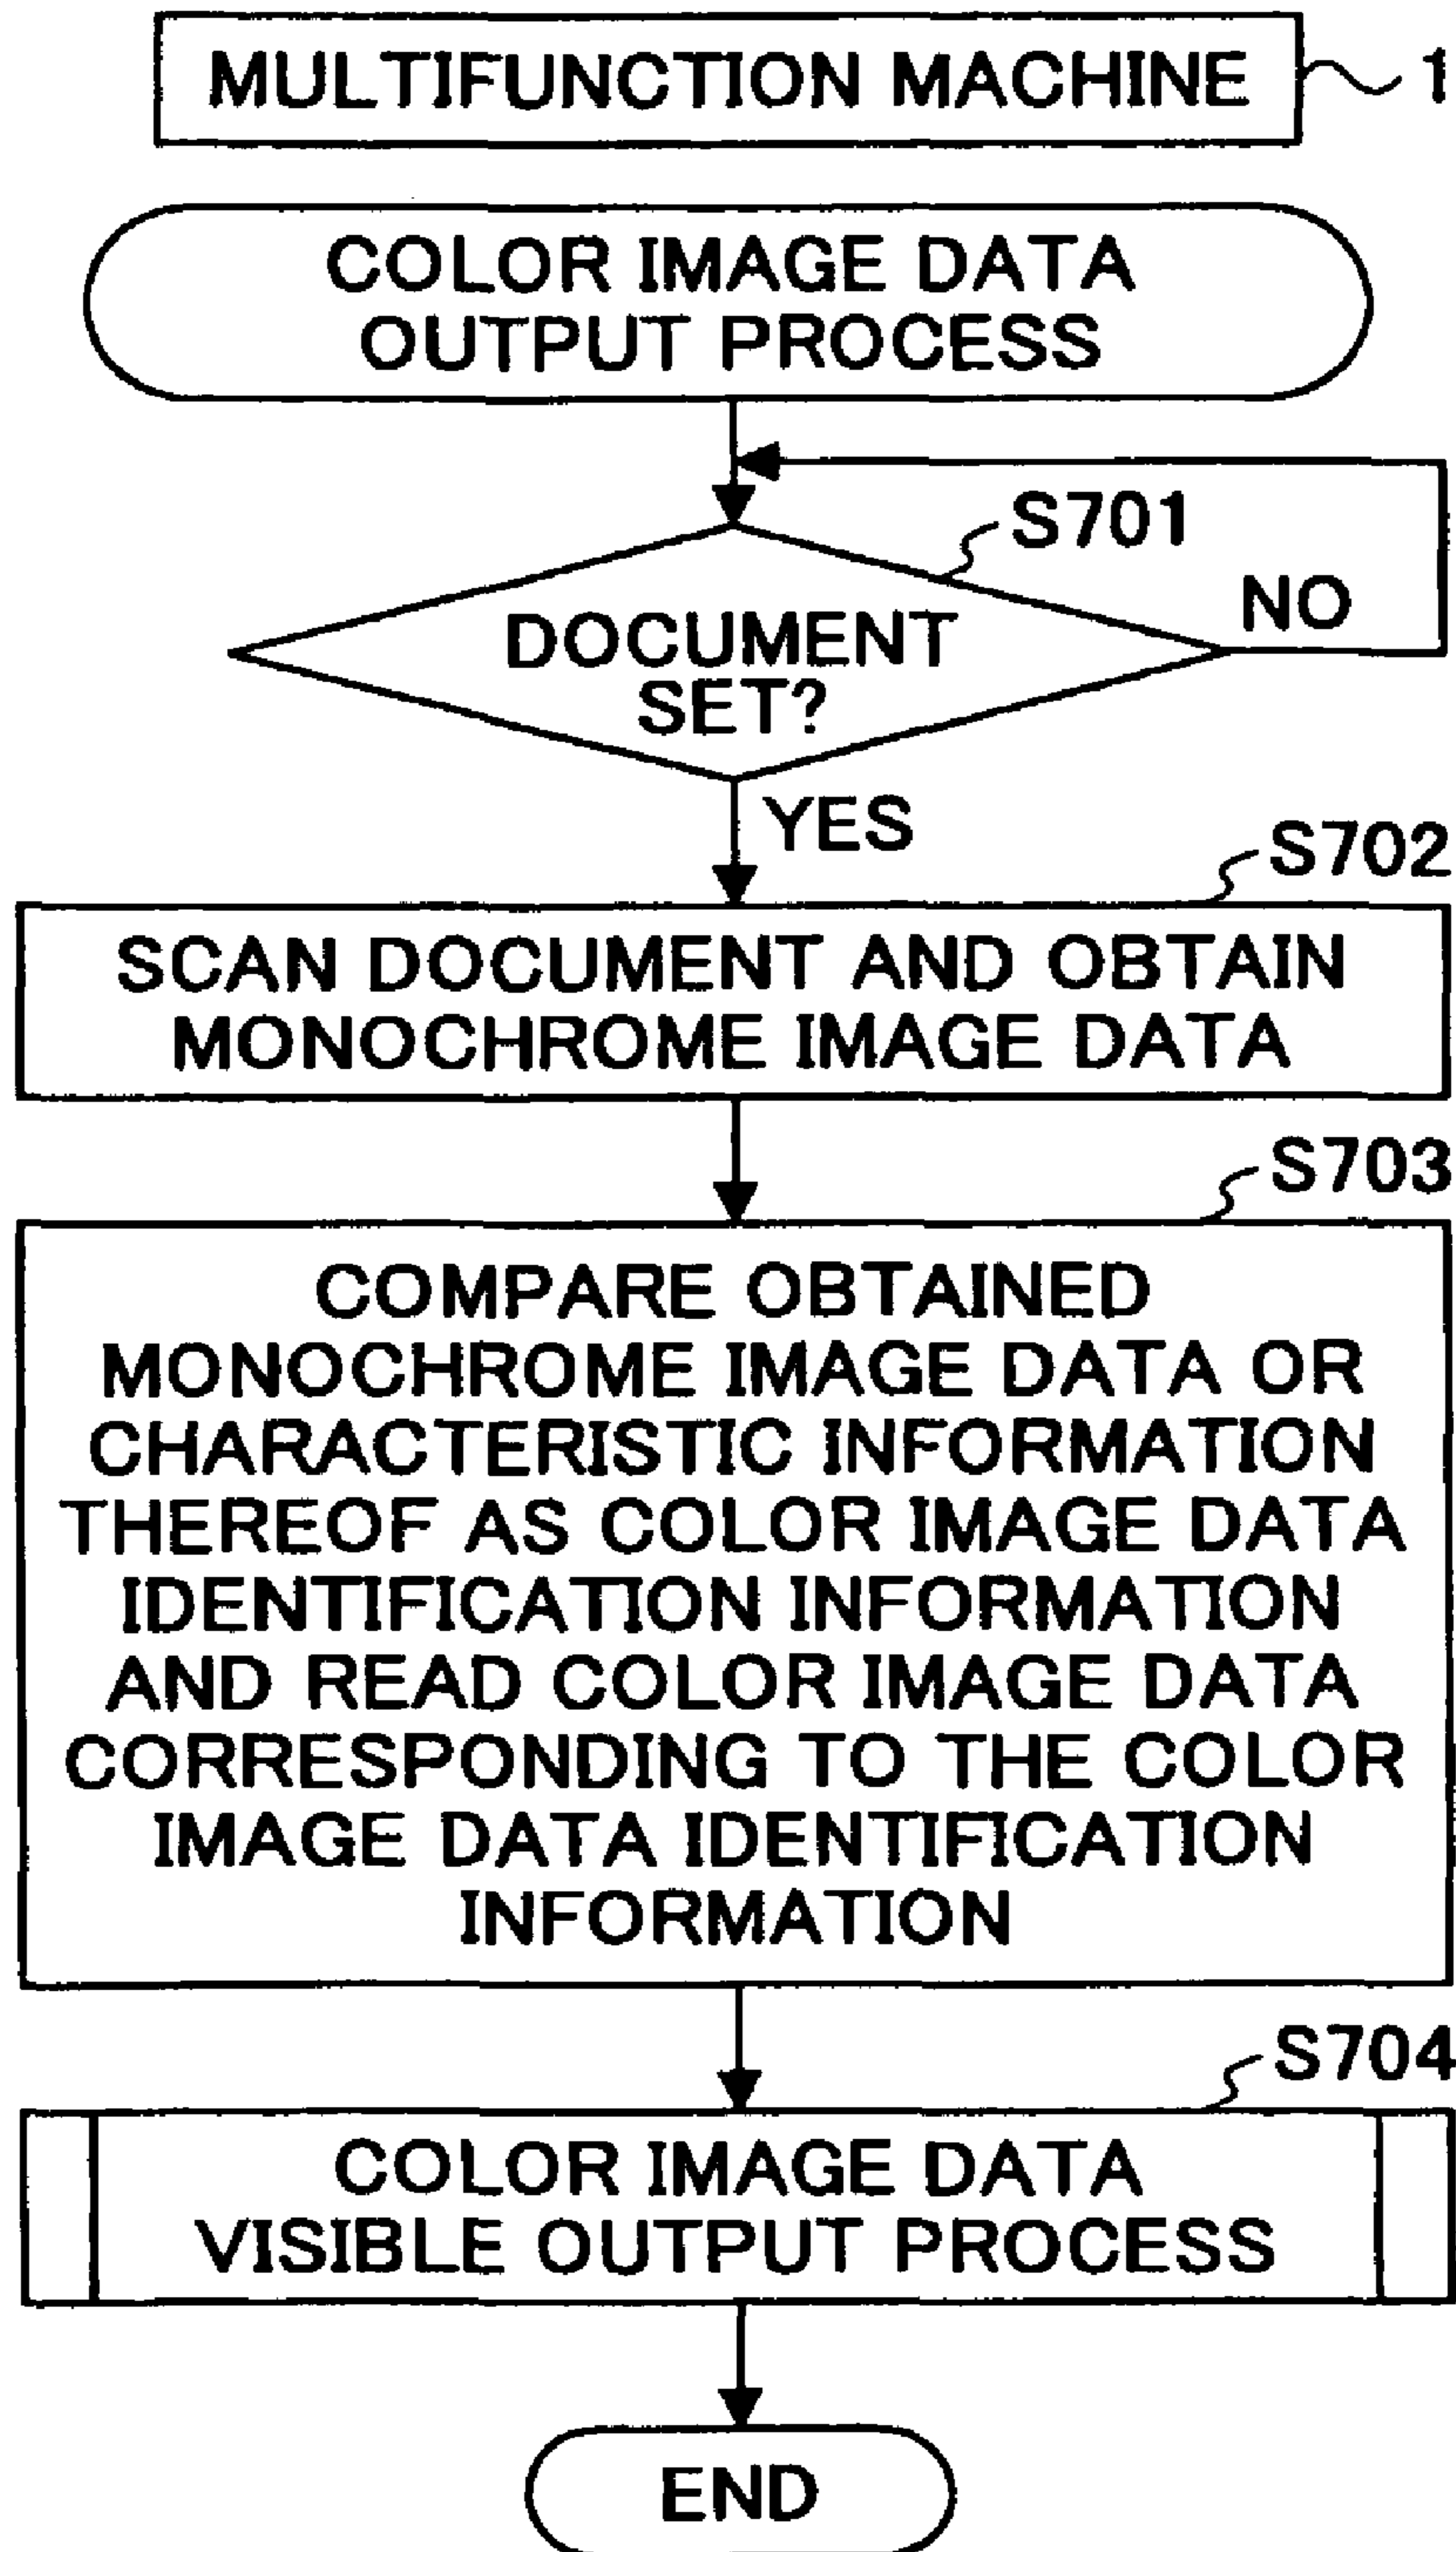 MULTIFUNCTION MACHINE 1
COLOR IMAGE DATA
OUTPUT PROCESS
S701
NO
DOCUMENT
SET?
YES
S702
SCAN DOCUMENT AND OBTAIN
MONOCHROME IMAGE DATA
S703
COMPARE OBTAINED
MONOCHROME IMAGE DATA OR
CHARACTERISTIC INFORMATION
THEREOF AS COLOR IMAGE DATA
IDENTIFICATION INFORMATION
AND READ COLOR IMAGE DATA
CORRESPONDING TO THE COLOR
IMAGE DATA IDENTIFICATION
INFORMATION
S704
COLOR IMAGE DATA
VISIBLE OUTPUT PROCESS
END